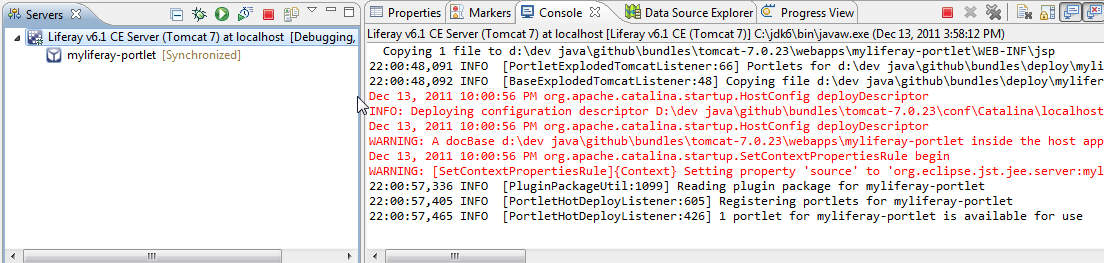 Servers
Liferay v6.1 CE Server (Tomcat 7) at localhost [Debugging,
myliferay-portlet [Synchronized]
Properties Markers Console Data Source Explorer Progress View
Liferay v6.1 CE Server (Tomcat 7) at localhost [Liferay v6.1 CE Server (Tomcat 7)] C:\jdk6\bin\javaw.exe (Dec 13, 2011 3:58:12 PM)
Copying 1 file to d:\dev java\github\bundles\tomcat-7.0.23\webapps\myliferay-portlet\WEB-INF\jsp
22:00:48,091 INFO [PortletExplodedTomcatListener:66] Portlets for d:\dev java\github\bundles\deploy\myli
22:00:48,092 INFO [BaseExplodedTomcatListener:48] Copying file d:\dev java\github\bundles\deploy\mylifer
Dec 13, 2011 10:00:56 PM org.apache.catalina.startup.HostConfig deployDescriptor
INFO: Deploying configuration descriptor D:\dev java\github\bundles\tomcat-7.0.23\conf\Catalina\localhost
Dec 13, 2011 10:00:56 PM org.apache.catalina.startup.HostConfig deployDescriptor
WARNING: A docBase d:\dev java\github\bundles\tomcat-7.0.23\webapps\myliferay-portlet inside the host app
Dec 13, 2011 10:00:56 PM org.apache.catalina.startup.SetContextPropertiesRule begin
WARNING: [SetContextPropertiesRule]{Context} Setting property 'source' to 'org.eclipse.jst.jee.server:myl
22:00:57,336 INFO [PluginPackageUtil:1099] Reading plugin package for myliferay-portlet
22:00:57,405 INFO [PortletHotDeployListener:605] Registering portlets for myliferay-portlet
22:00:57,465 INFO [PortletHotDeployListener:426] 1 portlet for myliferay-portlet is available for use